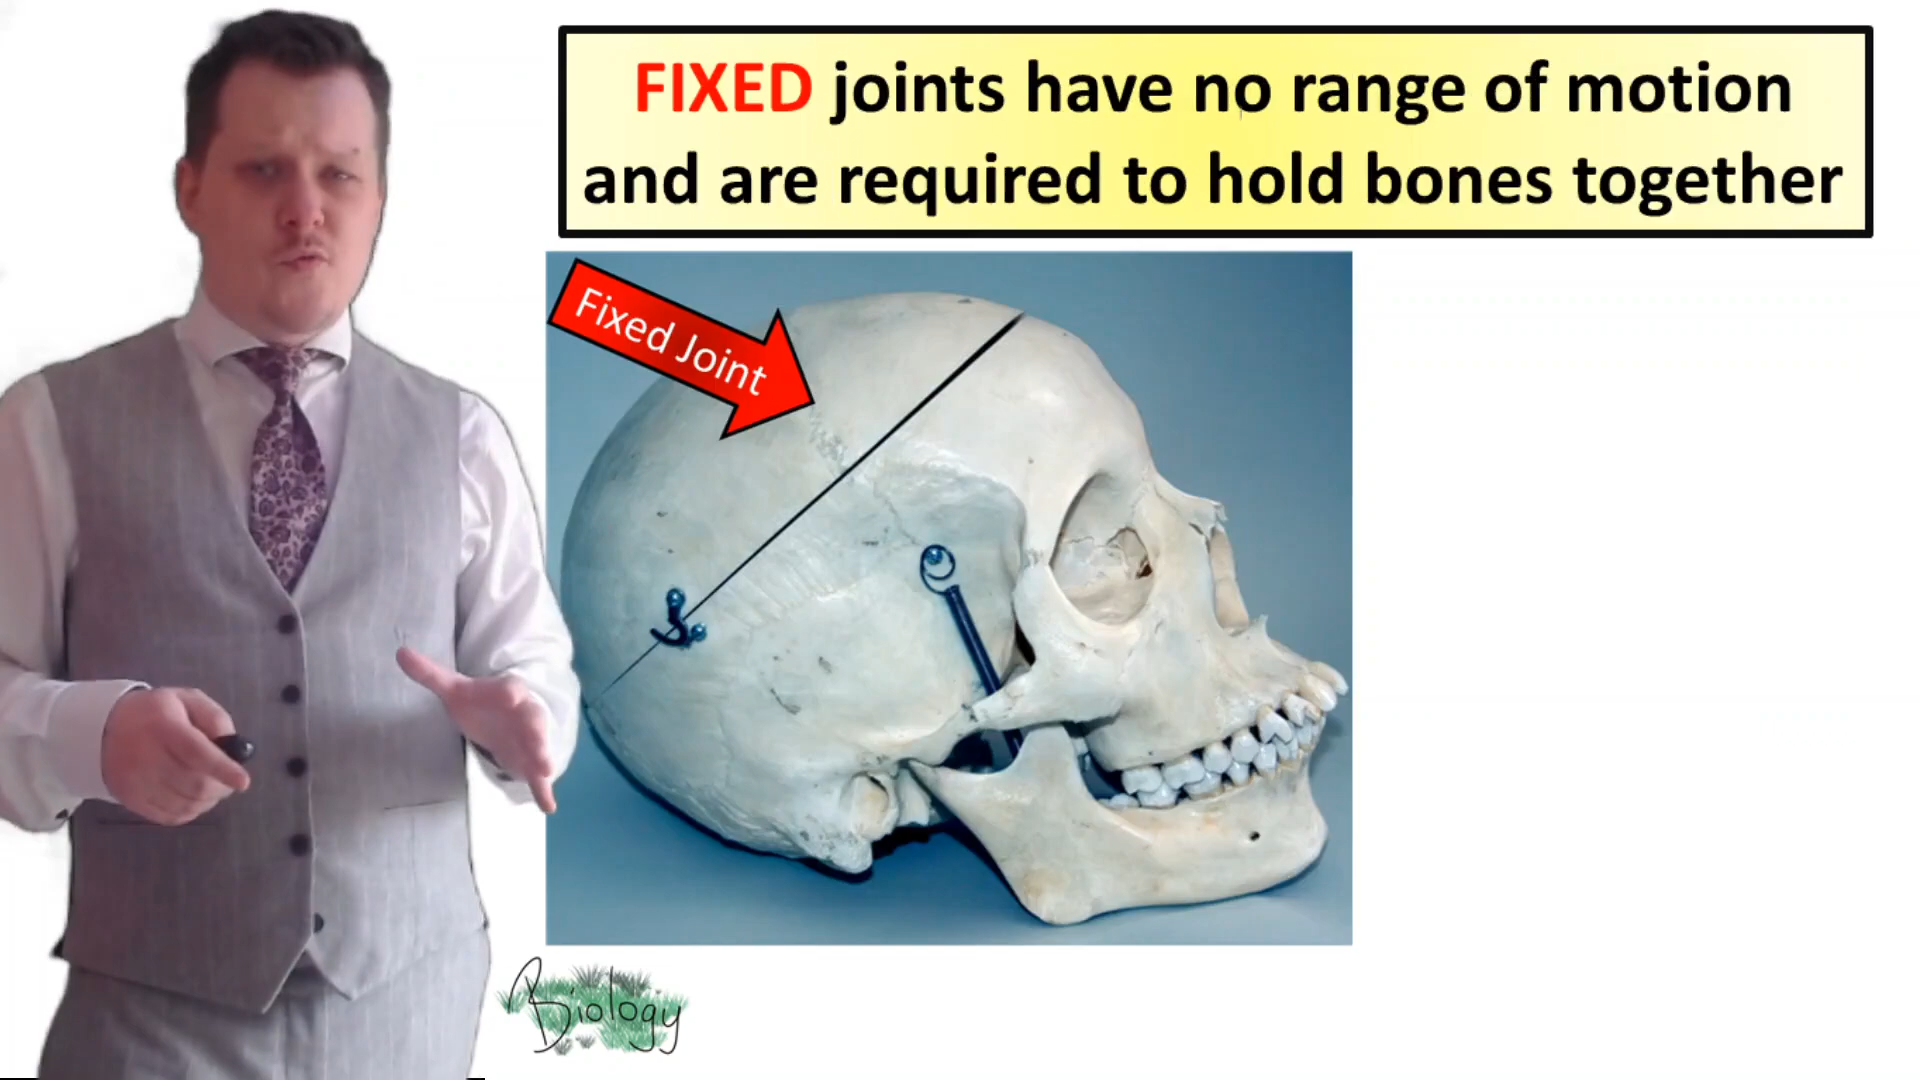 FIXED joints have no range of motion
and are required to hold bones together
Fixed Joint
Biology